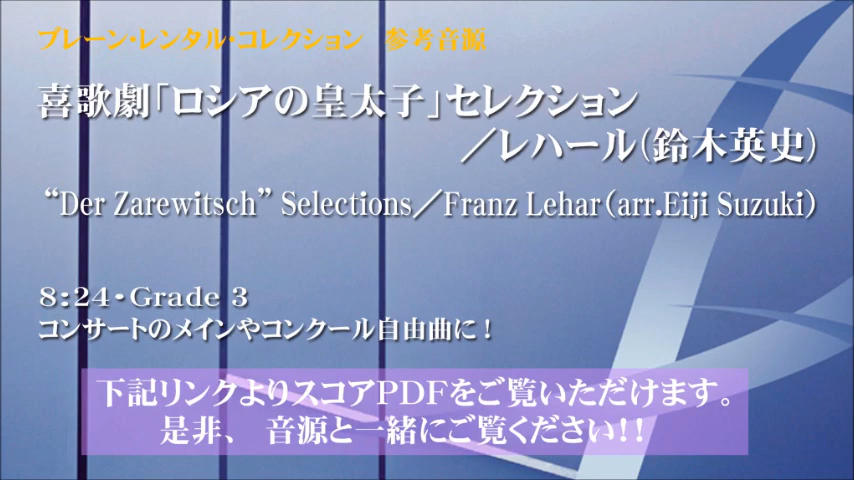 ブレーン・レンタル・コレクション 参考音源
喜歌劇「ロシアの皇太子」セレクション
／レハール(鈴木英史)
“Der Zarewitsch” Selections／Franz Lehar(arr.Eiji Suzuki)
8:24・Grade 3
コンサートのメインやコンクール自由曲に！
下記リンクよりスコアPDFをご覧いただけます。
是非、 音源と一緒にご覧ください!!